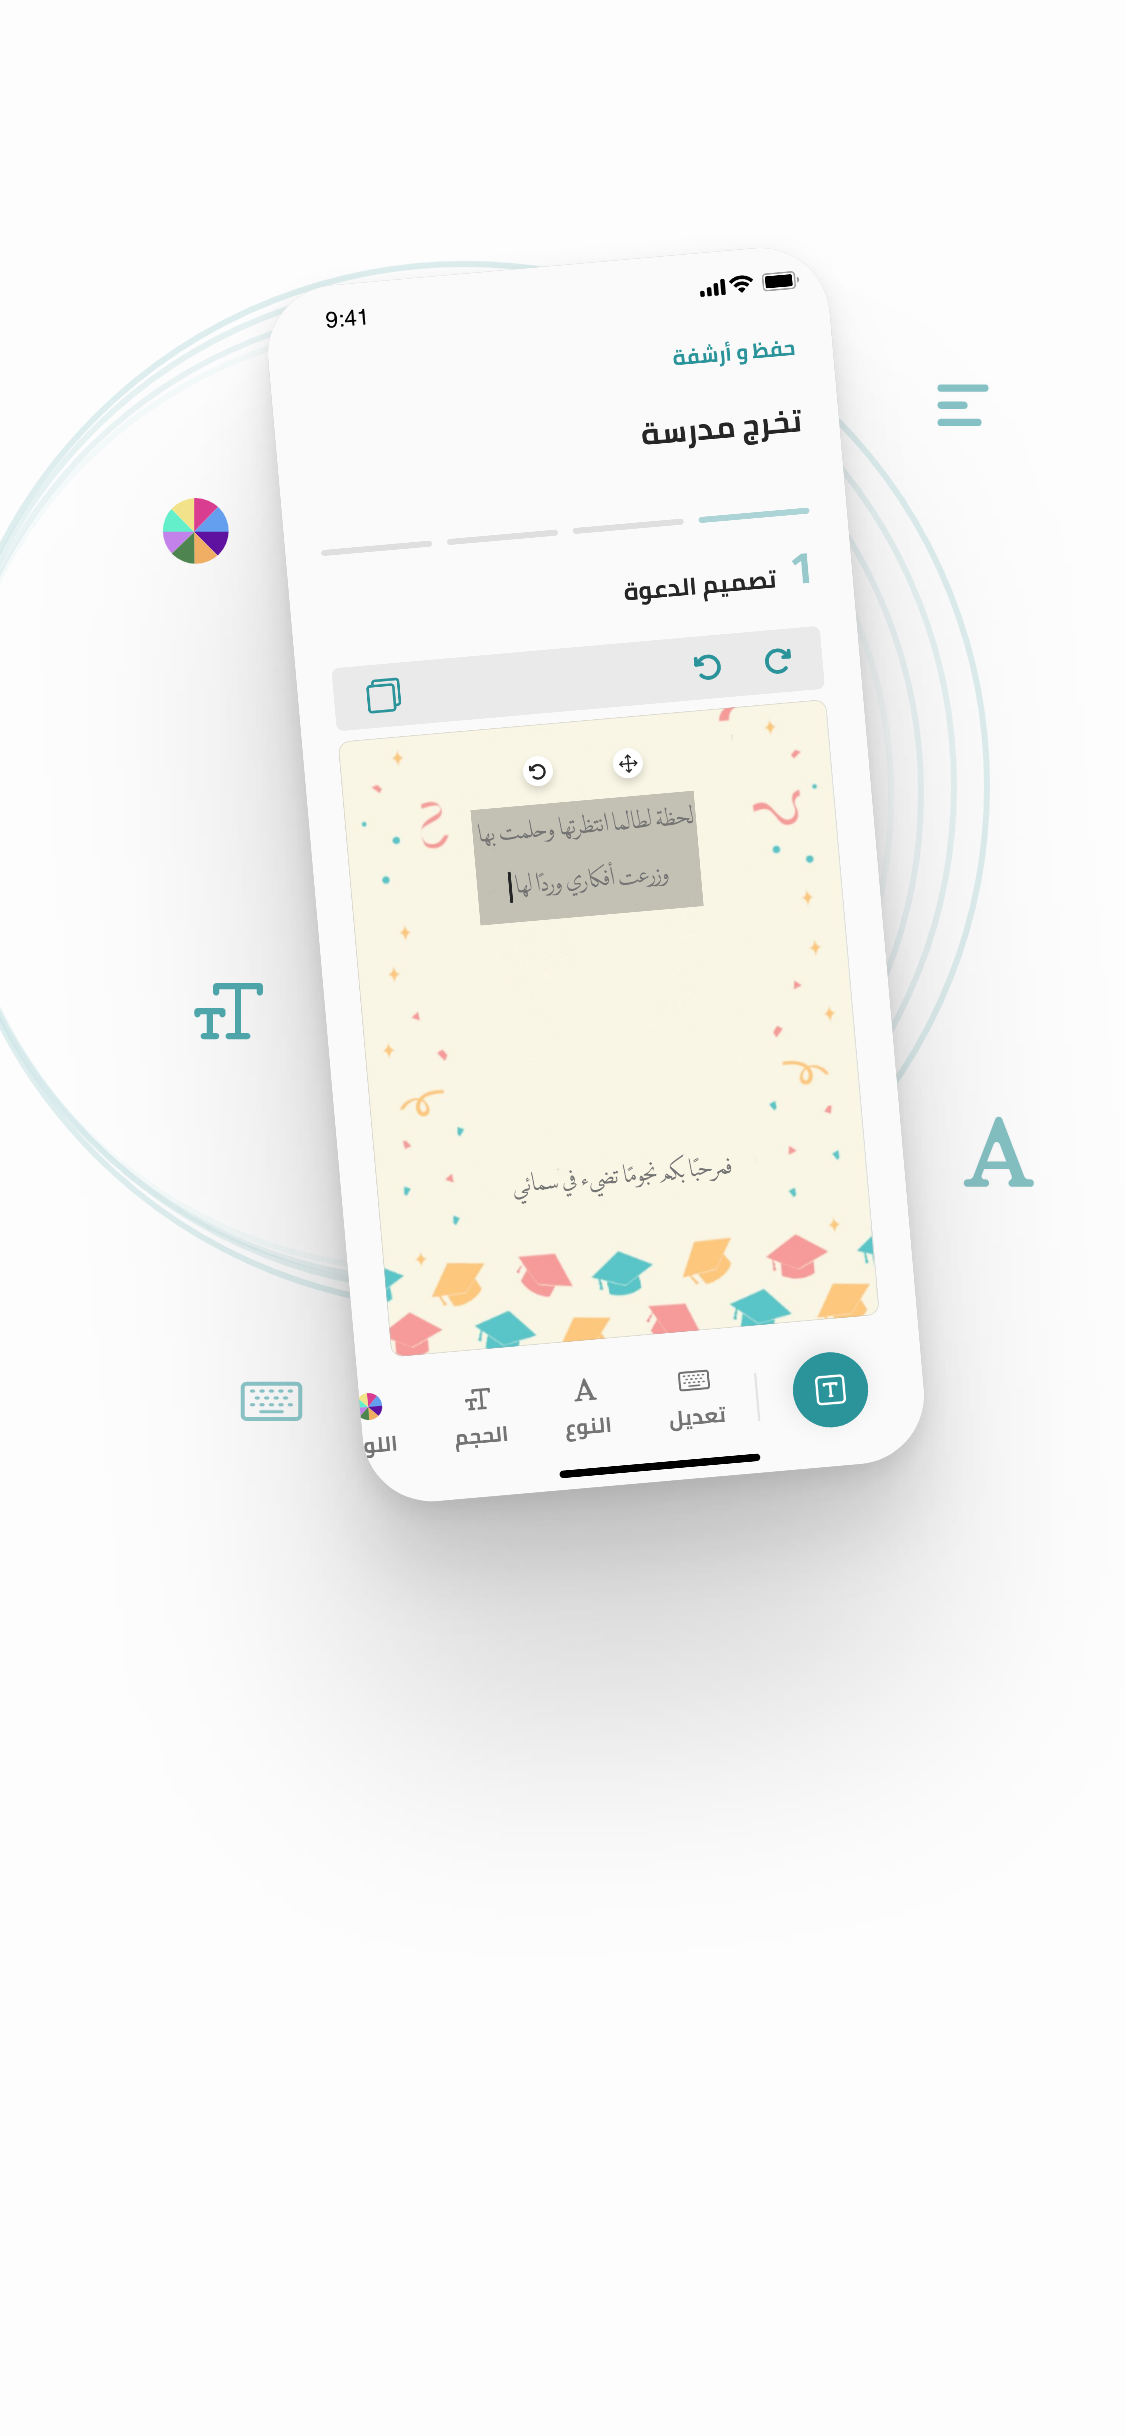 9:41
حفظ و أرشفة
تخرج مدرسة
1 تصميم الدعوة
لحظة لطالما انتظرتها وحلمت بها
وزرعت أفكاري وردًا لها
فمرحبًا بكم نجومًا تضيء في سمائي
تعديل
النوع
الحجم
اللو